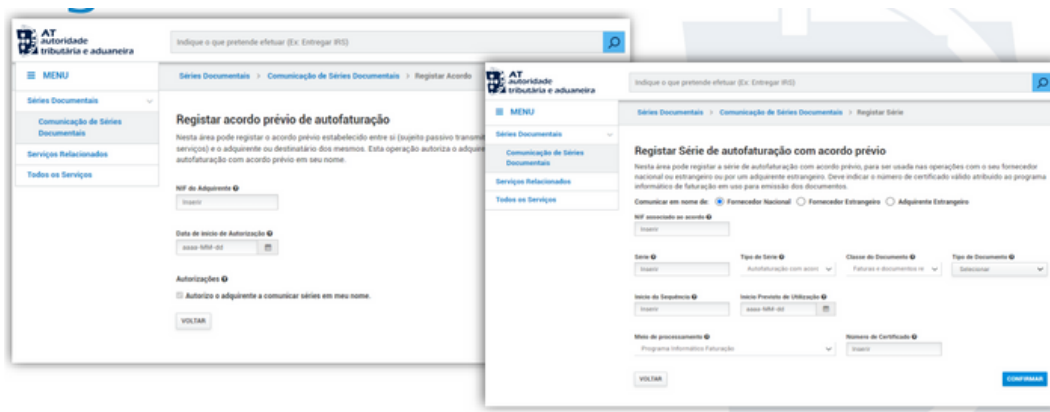 AT
autoridade
tributária e aduaneira
Indique o que pretende efetuar (Ex: Entregar IRS)
MENU
Séries Documentais > Comunicação de Séries Documentais > Registar Acordo
Séries Documentais
Comunicação de Séries
Documentais
Serviços Relacionados
Todos os Serviços
Registar acordo prévio de autofaturação
Nesta área pode registar o acordo prévio estabelecido entre si (sujeito passivo transmit
serviços) e o adquirente ou destinatário dos mesmos. Esta operação autoriza o adquire
autofaturação com acordo prévio em seu nome.
NIF do Adquirente
Inserir
Data de início de Autorização
aaaa-MM-dd
Autorizações
Autorizo o adquirente a comunicar séries em meu nome.
VOLTAR
AT
autoridade
tributária e aduaneira
Indique o que pretende efetuar (Ex: Entregar IRS)
MENU
Séries Documentais > Comunicação de Séries Documentais > Registar Série
Séries Documentais
Comunicação de Séries
Documentais
Serviços Relacionados
Todos os Serviços
Registar Série de autofaturação com acordo prévio
Nesta área pode registar a série de autofaturação com acordo prévio, para ser usada nas operações com o seu fornecedor
nacional ou estrangeiro ou por um adquirente estrangeiro. Deve indicar o número de certificado válido atribuído ao programa
informático de faturação em uso para emissão dos documentos.
Comunicar em nome de: Fornecedor Nacional Fornecedor Estrangeiro Adquirente Estrangeiro
NIF associado ao acordo
Inserir
Série Tipo de Série Classe do Documento Tipo de Documento
Inserir Autofaturação com acord Faturas e documentos re Selecionar
Início da Sequência Início Previsto de Utilização
Inserir aaaa-MM-dd
Meio de processamento Número de Certificado
Programa Informático Faturação Inserir
VOLTAR CONFIRMAR